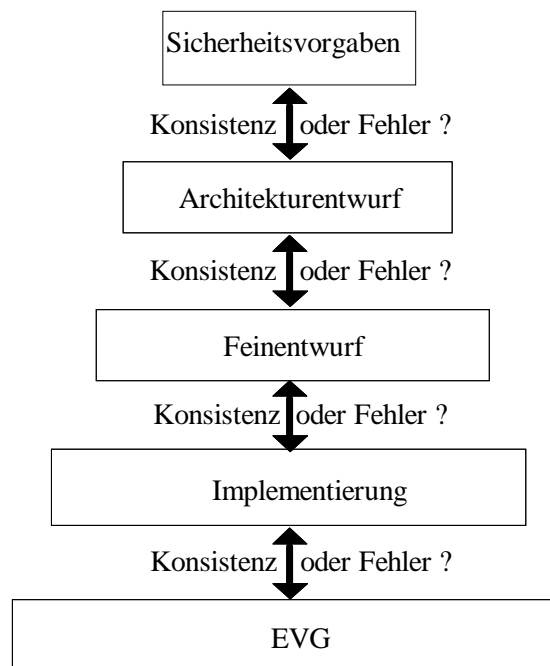 Sicherheitsvorgaben
Konsistenz oder Fehler ?
Architekturentwurf
Konsistenz oder Fehler ?
Feinentwurf
Konsistenz oder Fehler ?
Implementierung
Konsistenz oder Fehler ?
EVG